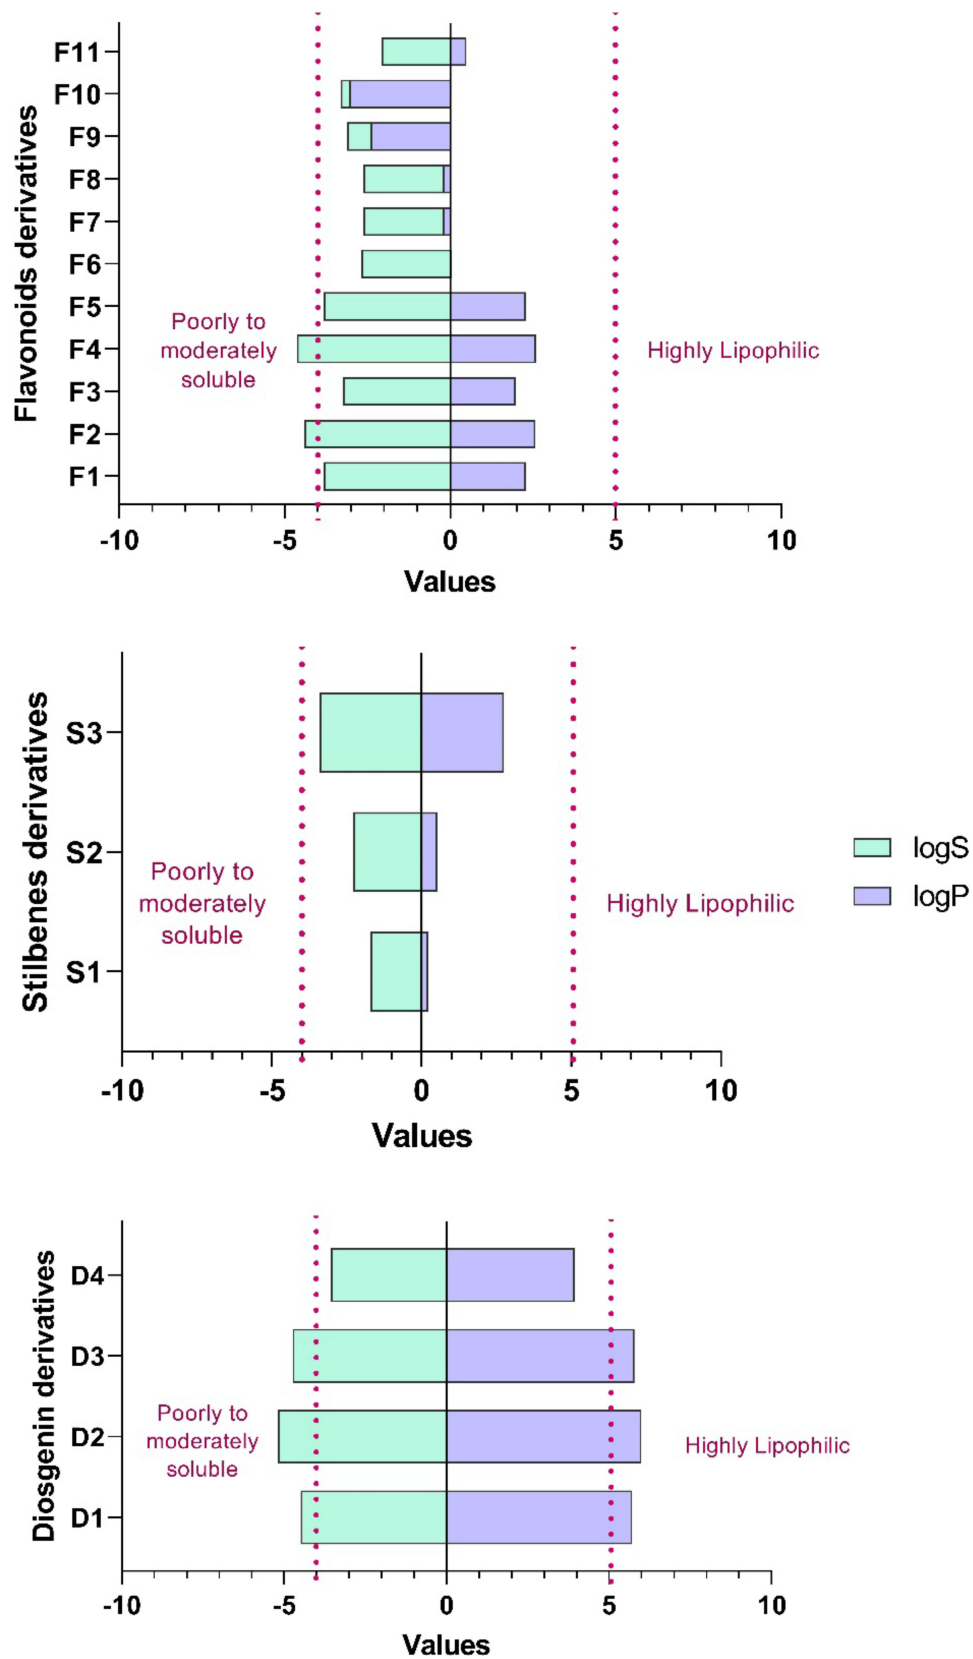 Flavonoids derivatives
F11
F10
F9
F8
F7
F6
F5
F4
F3
F2
F1
Poorly to
moderately
soluble
Highly Lipophilic
-10
-5
0
5
10
Values
Stilbenes derivatives
S3
S2
S1
Poorly to
moderately
soluble
Highly Lipophilic
logS
logP
-10
-5
0
5
10
Values
Diosgenin derivatives
D4
D3
D2
D1
Poorly to
moderately
soluble
Highly Lipophilic
-10
-5
0
5
10
Values